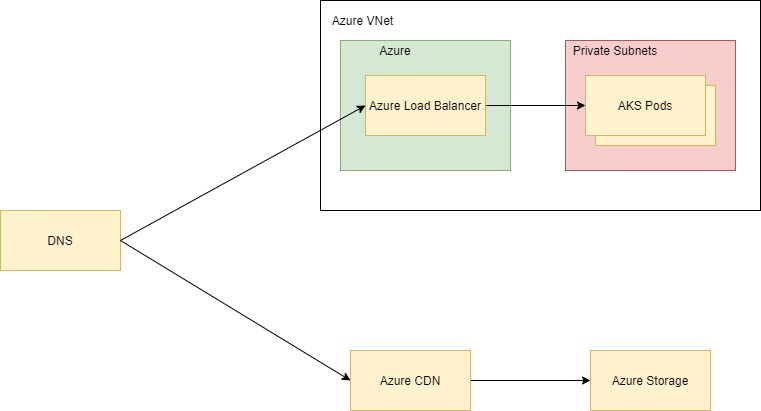 Azure VNet
Azure
Private Subnets
Azure Load Balancer
AKS Pods
DNS
Azure CDN
Azure Storage